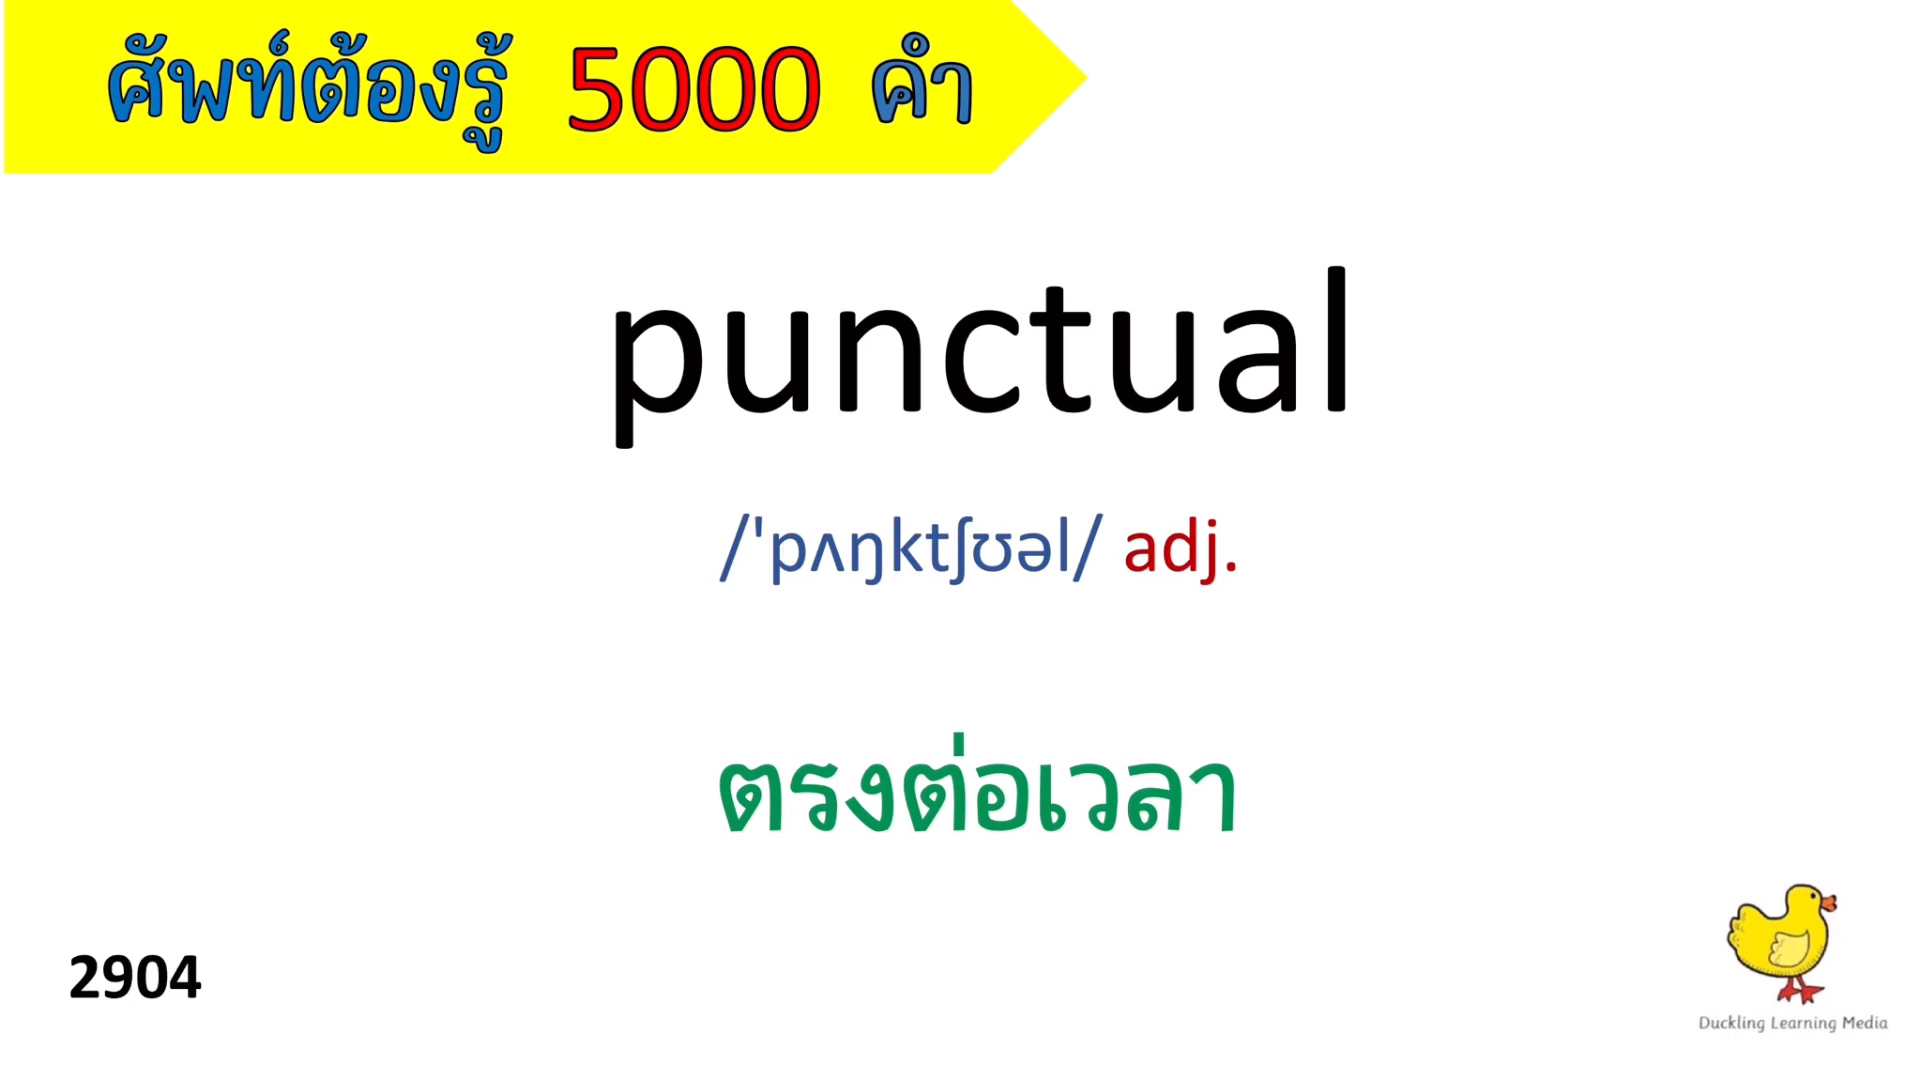 ศัพท์ต้องรู้ 5000 คำ
punctual
/ˈpʌŋktʃʊəl/ adj.
ตรงต่อเวลา
2904
Duckling Learning Media